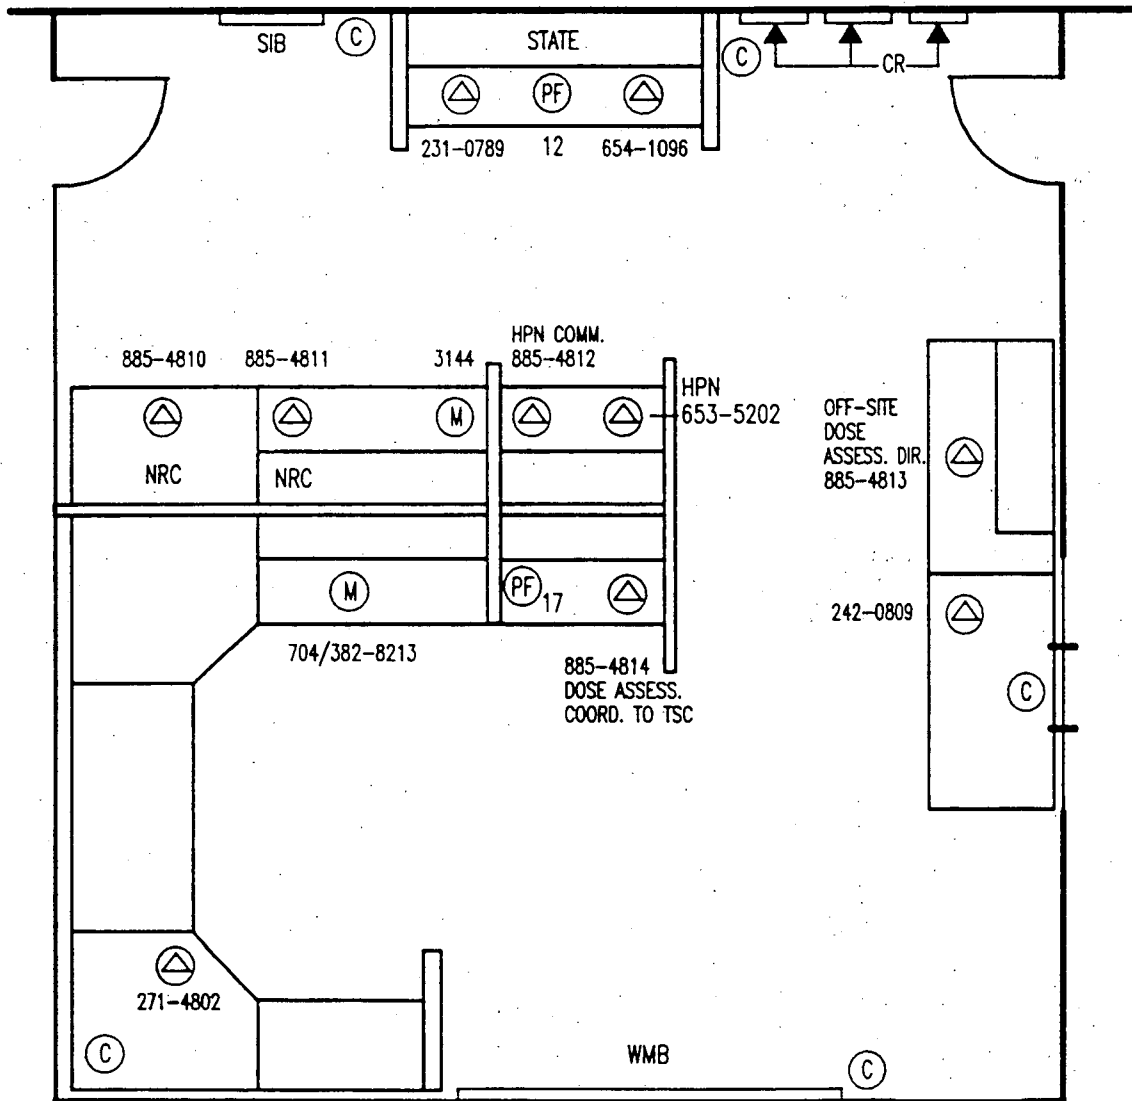 SIB
C
STATE
C
CR
PF
231-0789
12
654-1096
HPN COMM.
885-4810
885-4811
3144
885-4812
HPN
653-5202
M
NRC
NRC
OFF-SITE
DOSE
ASSESS. DIR.
885-4813
M
PF
17
242-0809
704/382-8213
885-4814
DOSE ASSESS.
COORD. TO TSC
C
271-4802
C
WMB
C